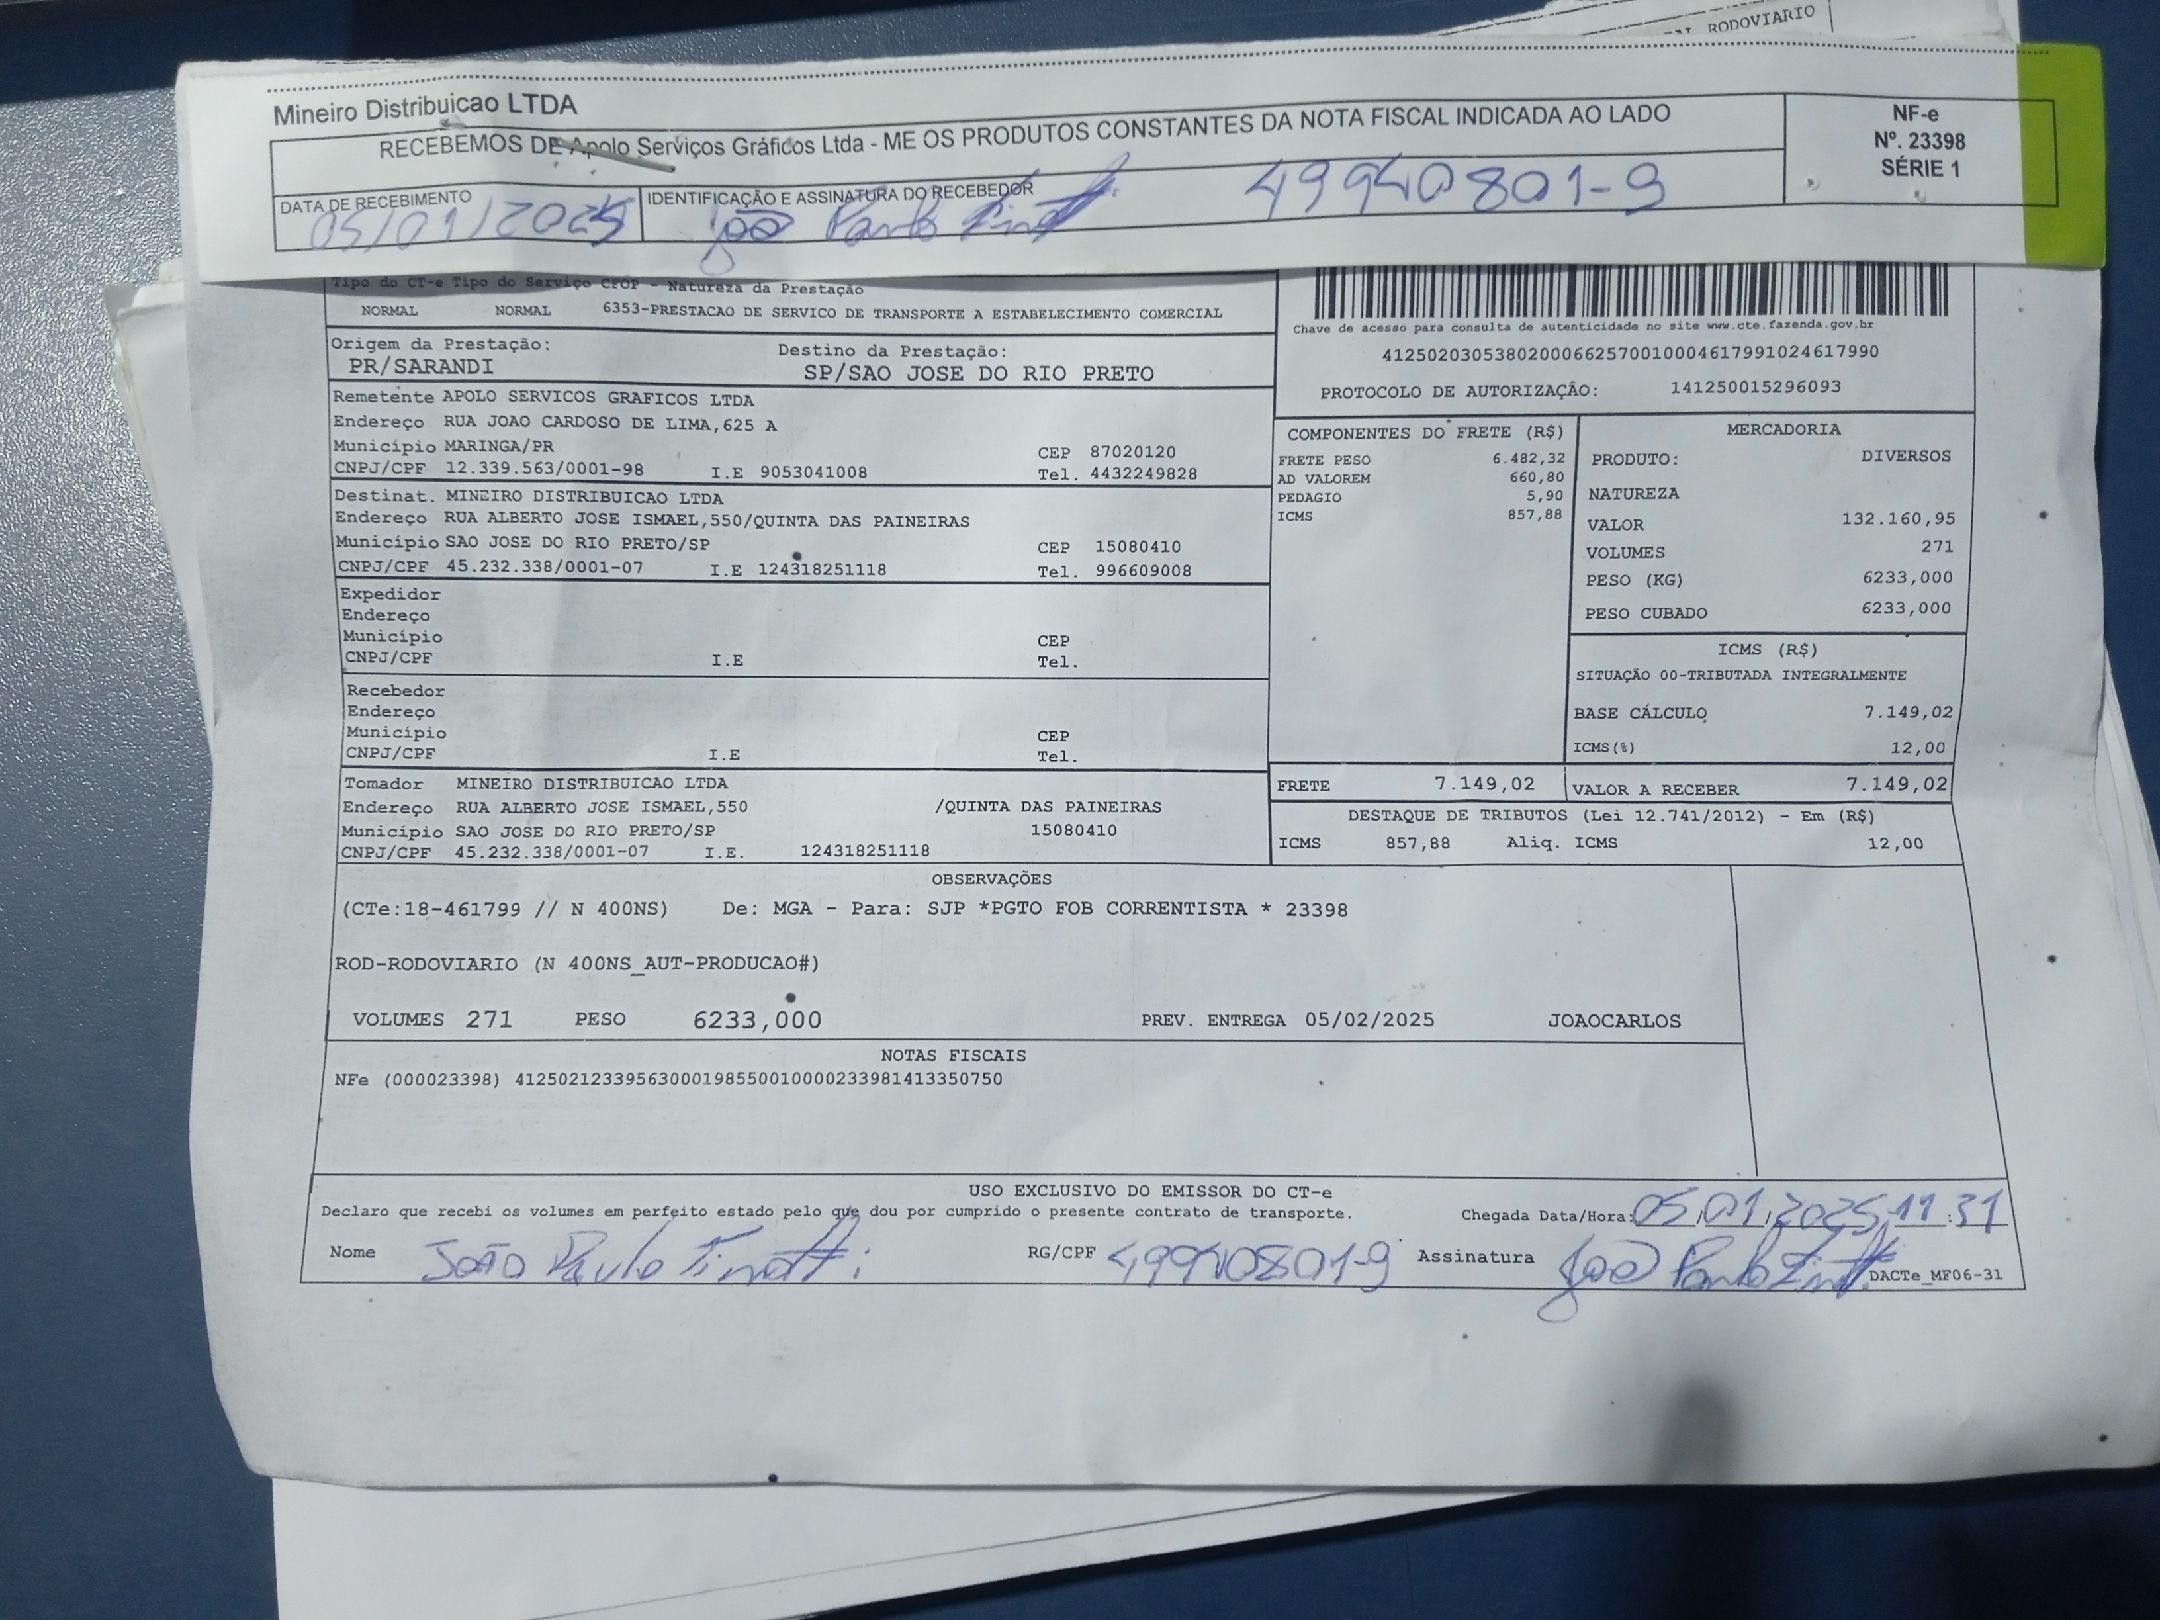 RODOVIARIO
Mineiro Distribuicao LTDA
RECEBEMOS DE Apolo Serviços Gráficos Ltda - ME OS PRODUTOS CONSTANTES DA NOTA FISCAL INDICADA AO LADO
NF-e
Nº. 23398
SÉRIE 1
DATA DE RECEBIMENTO
05/01/2025
IDENTIFICAÇÃO E ASSINATURA DO RECEBEDOR
João Paulo 49940801-9
Tipo do CT-e Tipo do Serviço CFOP - Natureza da Prestação
NORMAL NORMAL 6353-PRESTACAO DE SERVICO DE TRANSPORTE A ESTABELECIMENTO COMERCIAL
Chave de acesso para consulta de autenticidade no site www.cte.fazenda.gov.br
41250203053802000662570010004617991024617990
PROTOCOLO DE AUTORIZAÇÃO: 141250015296093
Origem da Prestação: Destino da Prestação:
PR/SARANDI SP/SAO JOSE DO RIO PRETO
Remetente APOLO SERVICOS GRAFICOS LTDA
Endereço RUA JOAO CARDOSO DE LIMA,625 A
Município MARINGA/PR CEP 87020120
CNPJ/CPF 12.339.563/0001-98 I.E 9053041008 Tel. 4432249828
Destinat. MINEIRO DISTRIBUICAO LTDA
Endereço RUA ALBERTO JOSE ISMAEL,550/QUINTA DAS PAINEIRAS
Município SAO JOSE DO RIO PRETO/SP CEP 15080410
CNPJ/CPF 45.232.338/0001-07 I.E 124318251118 Tel. 996609008
Expedidor
Endereço
Município CEP
CNPJ/CPF I.E Tel.
Recebedor
Endereço
Município CEP
CNPJ/CPF I.E Tel.
Tomador MINEIRO DISTRIBUICAO LTDA
Endereço RUA ALBERTO JOSE ISMAEL,550 /QUINTA DAS PAINEIRAS
Município SAO JOSE DO RIO PRETO/SP 15080410
CNPJ/CPF 45.232.338/0001-07 I.E. 124318251118
COMPONENTES DO FRETE (R$)
FRETE PESO 6.482,32
AD VALOREM 660,80
PEDAGIO 5,90
ICMS 857,88
MERCADORIA
PRODUTO: DIVERSOS
NATUREZA
VALOR 132.160,95
VOLUMES 271
PESO (KG) 6233,000
PESO CUBADO 6233,000
ICMS (R$)
SITUAÇÃO 00-TRIBUTADA INTEGRALMENTE
BASE CÁLCULO 7.149,02
ICMS(%) 12,00
FRETE 7.149,02 VALOR A RECEBER 7.149,02
DESTAQUE DE TRIBUTOS (Lei 12.741/2012) - Em (R$)
ICMS 857,88 Aliq. ICMS 12,00
OBSERVAÇÕES
(CTe:18-461799 // N 400NS) De: MGA - Para: SJP *PGTO FOB CORRENTISTA * 23398
ROD-RODOVIARIO (N 400NS_AUT-PRODUCAO#)
VOLUMES 271 PESO 6233,000 PREV. ENTREGA 05/02/2025 JOAOCARLOS
NOTAS FISCAIS
NFe (000023398) 41250212339563000198550010000233981413350750
USO EXCLUSIVO DO EMISSOR DO CT-e
Declaro que recebi os volumes em perfeito estado pelo que dou por cumprido o presente contrato de transporte. Chegada Data/Hora: 05/01/2025 11:31
Nome João Paulo Tinotti RG/CPF 49940801-9 Assinatura João Paulo
DACTe_MF06-31